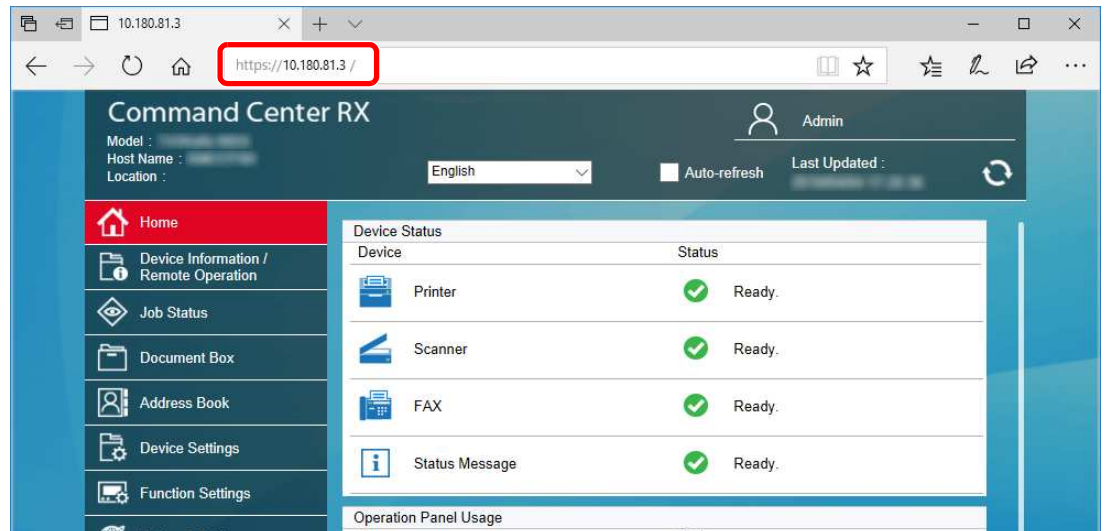 10.180.81.3
https://10.180.81.3 /
Command Center RX
Model :
Host Name :
Location :
English
Auto-refresh
Admin
Last Updated :
Home
Device Information /
Remote Operation
Job Status
Document Box
Address Book
Device Settings
Function Settings
Device Status
Device Status
Printer Ready.
Scanner Ready.
FAX Ready.
Status Message Ready.
Operation Panel Usage